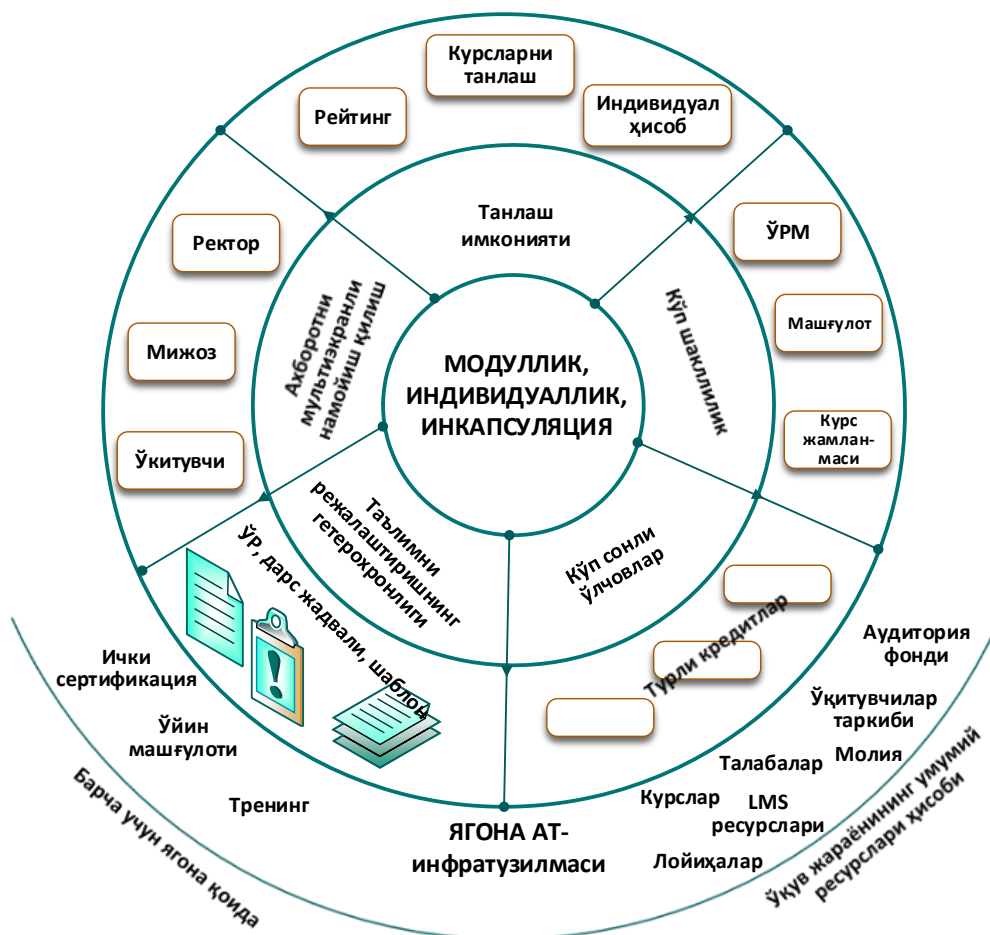 Курсларни
танлаш
Рейтинг
Индивидуал
ҳисоб
Танлаш
имконияти
Ректор
ЎРМ
Ахборотни
мультиэкранли
намойиш қилиш
Кўп шакллилик
Мижоз
Машғулот
МОДУЛЛИК,
ИНДИВИДУАЛЛИК,
ИНКАПСУЛЯЦИЯ
Ўкитувчи
Курс
жамлан-
маси
Таълимни
режалаштиришнинг
гетерохронлиги
Кўп сонли
ўлчовлар
ЎР, дарс жадвали, шаблон
Турли кредитлар
Ички
сертификация
Ўйин
машғулоти
Тренинг
Аудитория
фонди
Ўқитувчилар
таркиби
Молия
Талабалар
Курслар
LMS
ресурслари
Лойиҳалар
ЯГОНА АТ-
инфратузилмаси
Барча учун ягона қоида
Ўқув жараёнининг умумий
ресурслари ҳисоби